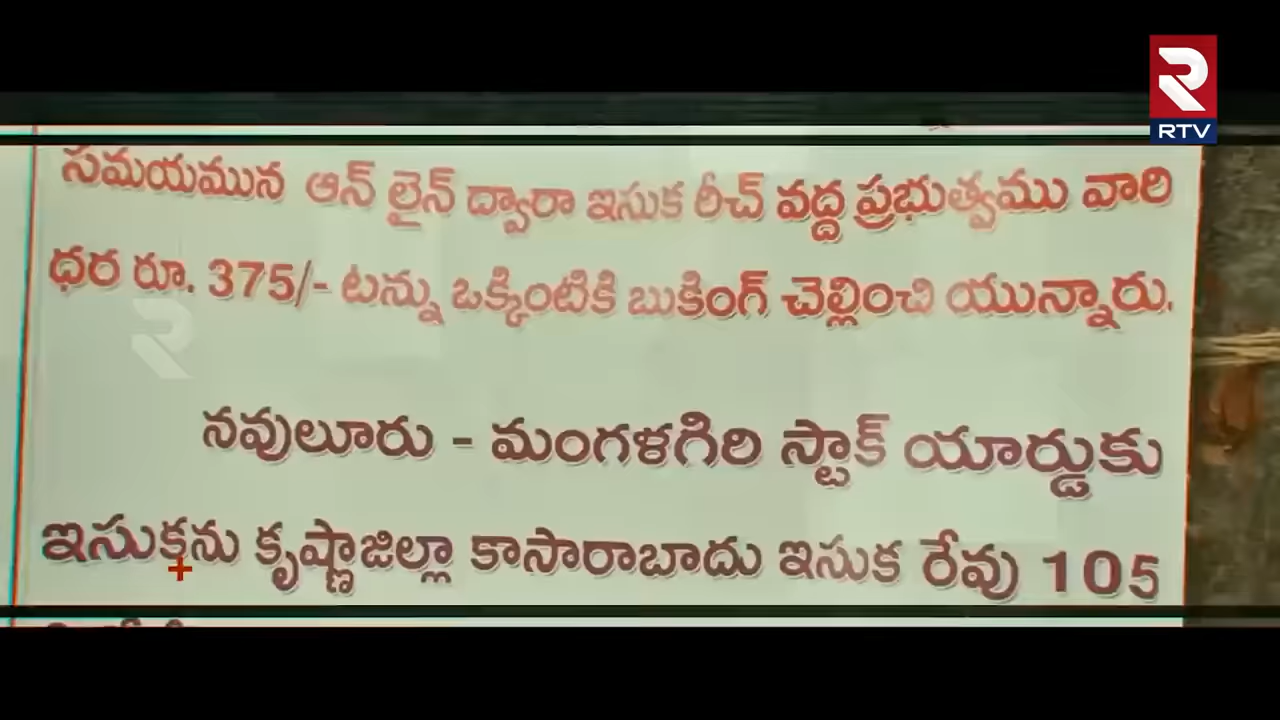 RTV
సమయమున ఆన్ లైన్ ద్వారా ఇసుక రీచ్ వద్ద ప్రభుత్వము వారి
ధర రూ. 375/- టన్ను ఒక్కింటికి బుకింగ్ చెల్లించి యున్నారు.
నవులూరు - మంగళగిరి స్టాక్ యార్డుకు
ఇసుకను కృష్ణాజిల్లా కాసారాబాదు ఇసుక రేవు 105